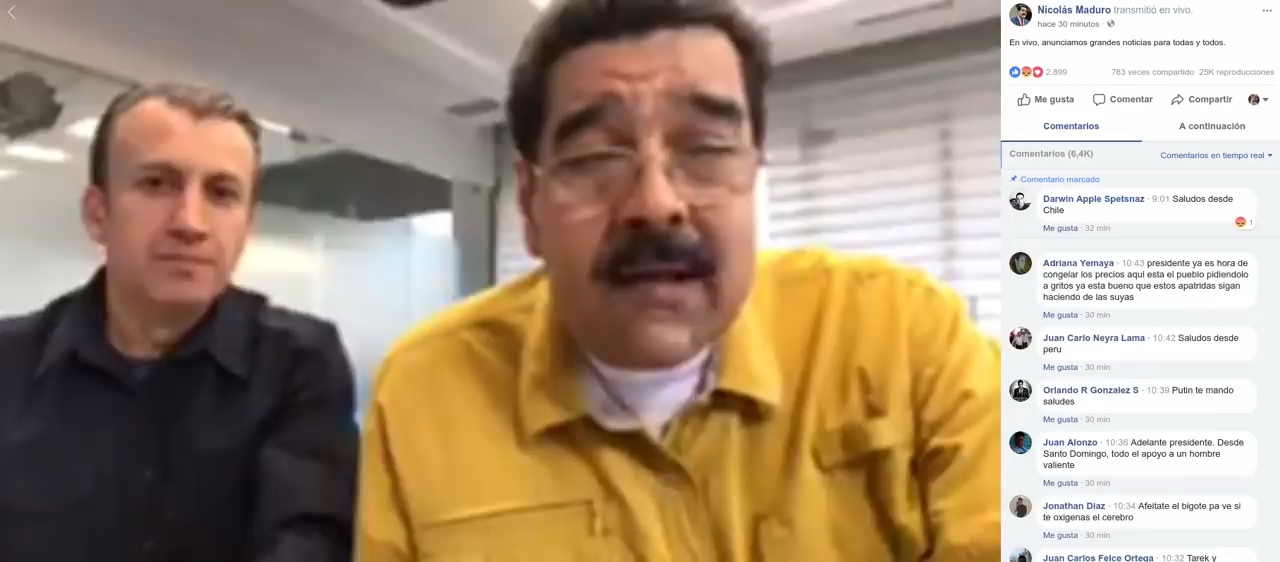 Nicolás Maduro transmitió en vivo.
hace 30 minutos ·
En vivo, anunciamos grandes noticias para todas y todos.
2.899 783 veces compartido 25K reproducciones
Me gusta Comentar Compartir
Comentarios A continuación
Comentarios (6,4K) Comentarios en tiempo real
Comentario marcado
Darwin Apple Spetsnaz · 9:01 Saludos desde
Chile
1
Me gusta · 32 min
Adriana Yemaya · 10:43 presidente ya es hora de
congelar los precios aqui esta el pueblo pidiendolo
a gritos ya esta bueno que estos apatridas sigan
haciendo de las suyas
Me gusta · 30 min
Juan Carlo Neyra Lama · 10:42 Saludos desde
peru
Me gusta · 30 min
Orlando R Gonzalez S · 10:39 Putin te mando
saludes
Me gusta · 30 min
Juan Alonzo · 10:36 Adelante presidente. Desde
Santo Domingo, todo el apoyo a un hombre
valiente
Me gusta · 30 min
Jonathan Diaz · 10:34 Afeitate el bigote pa ve si
te oxigenas el cerebro
Me gusta · 30 min
Juan Carlos Felce Ortega · 10:32 Tarek y